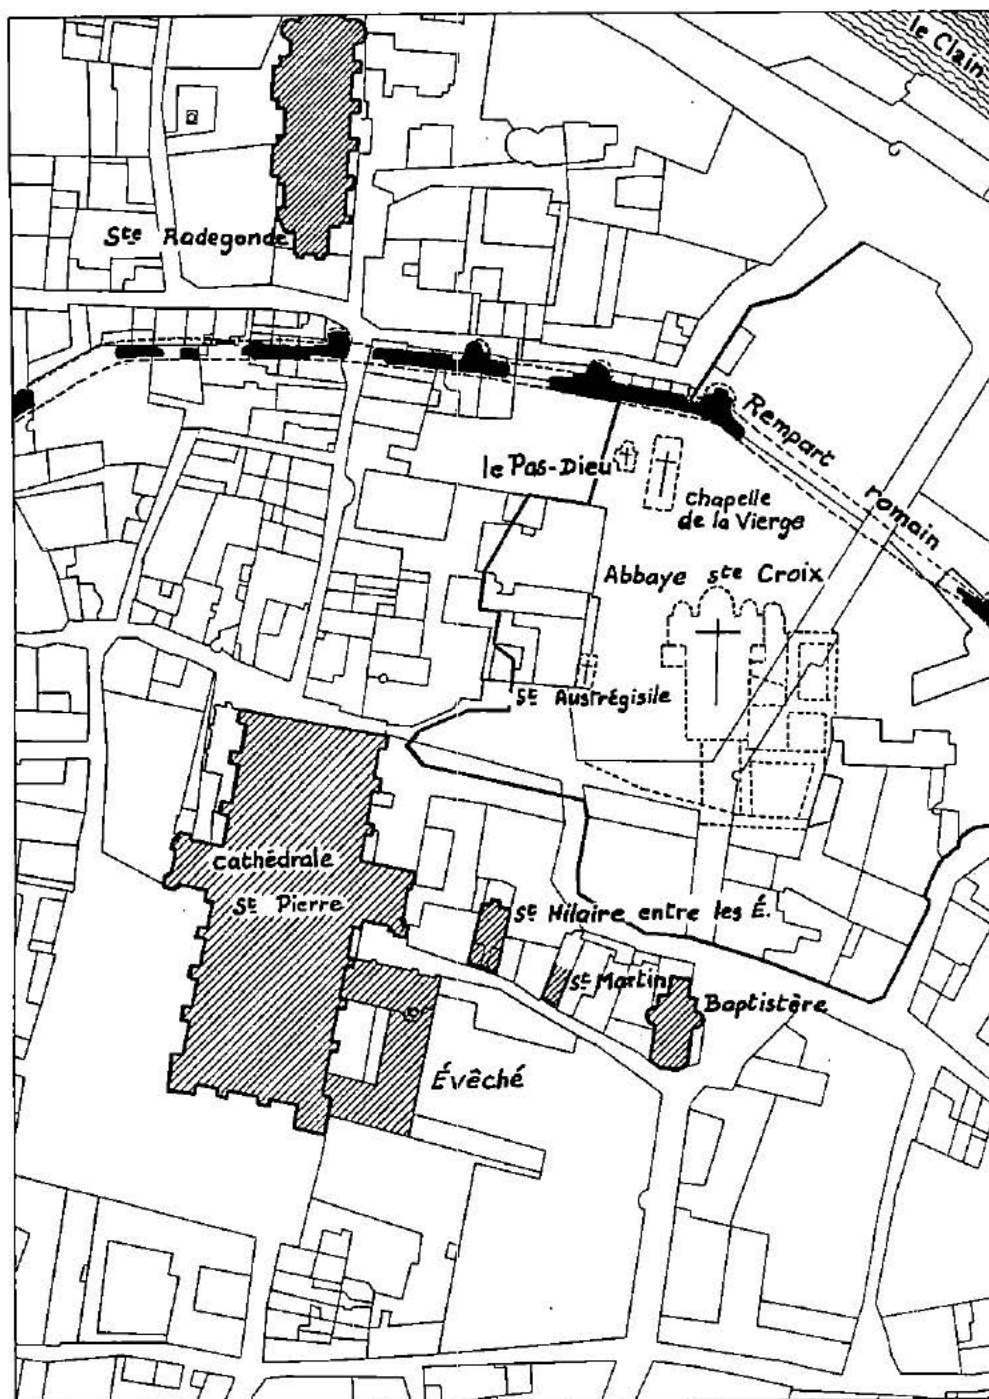 le Clain
Ste Radegonde
Rempart romain
le Pas-Dieu
chapelle
de la Vierge
Abbaye ste Croix
St Austrégisile
cathédrale
St Pierre
St Hilaire entre les É.
St Martin
Baptistère
Évêché